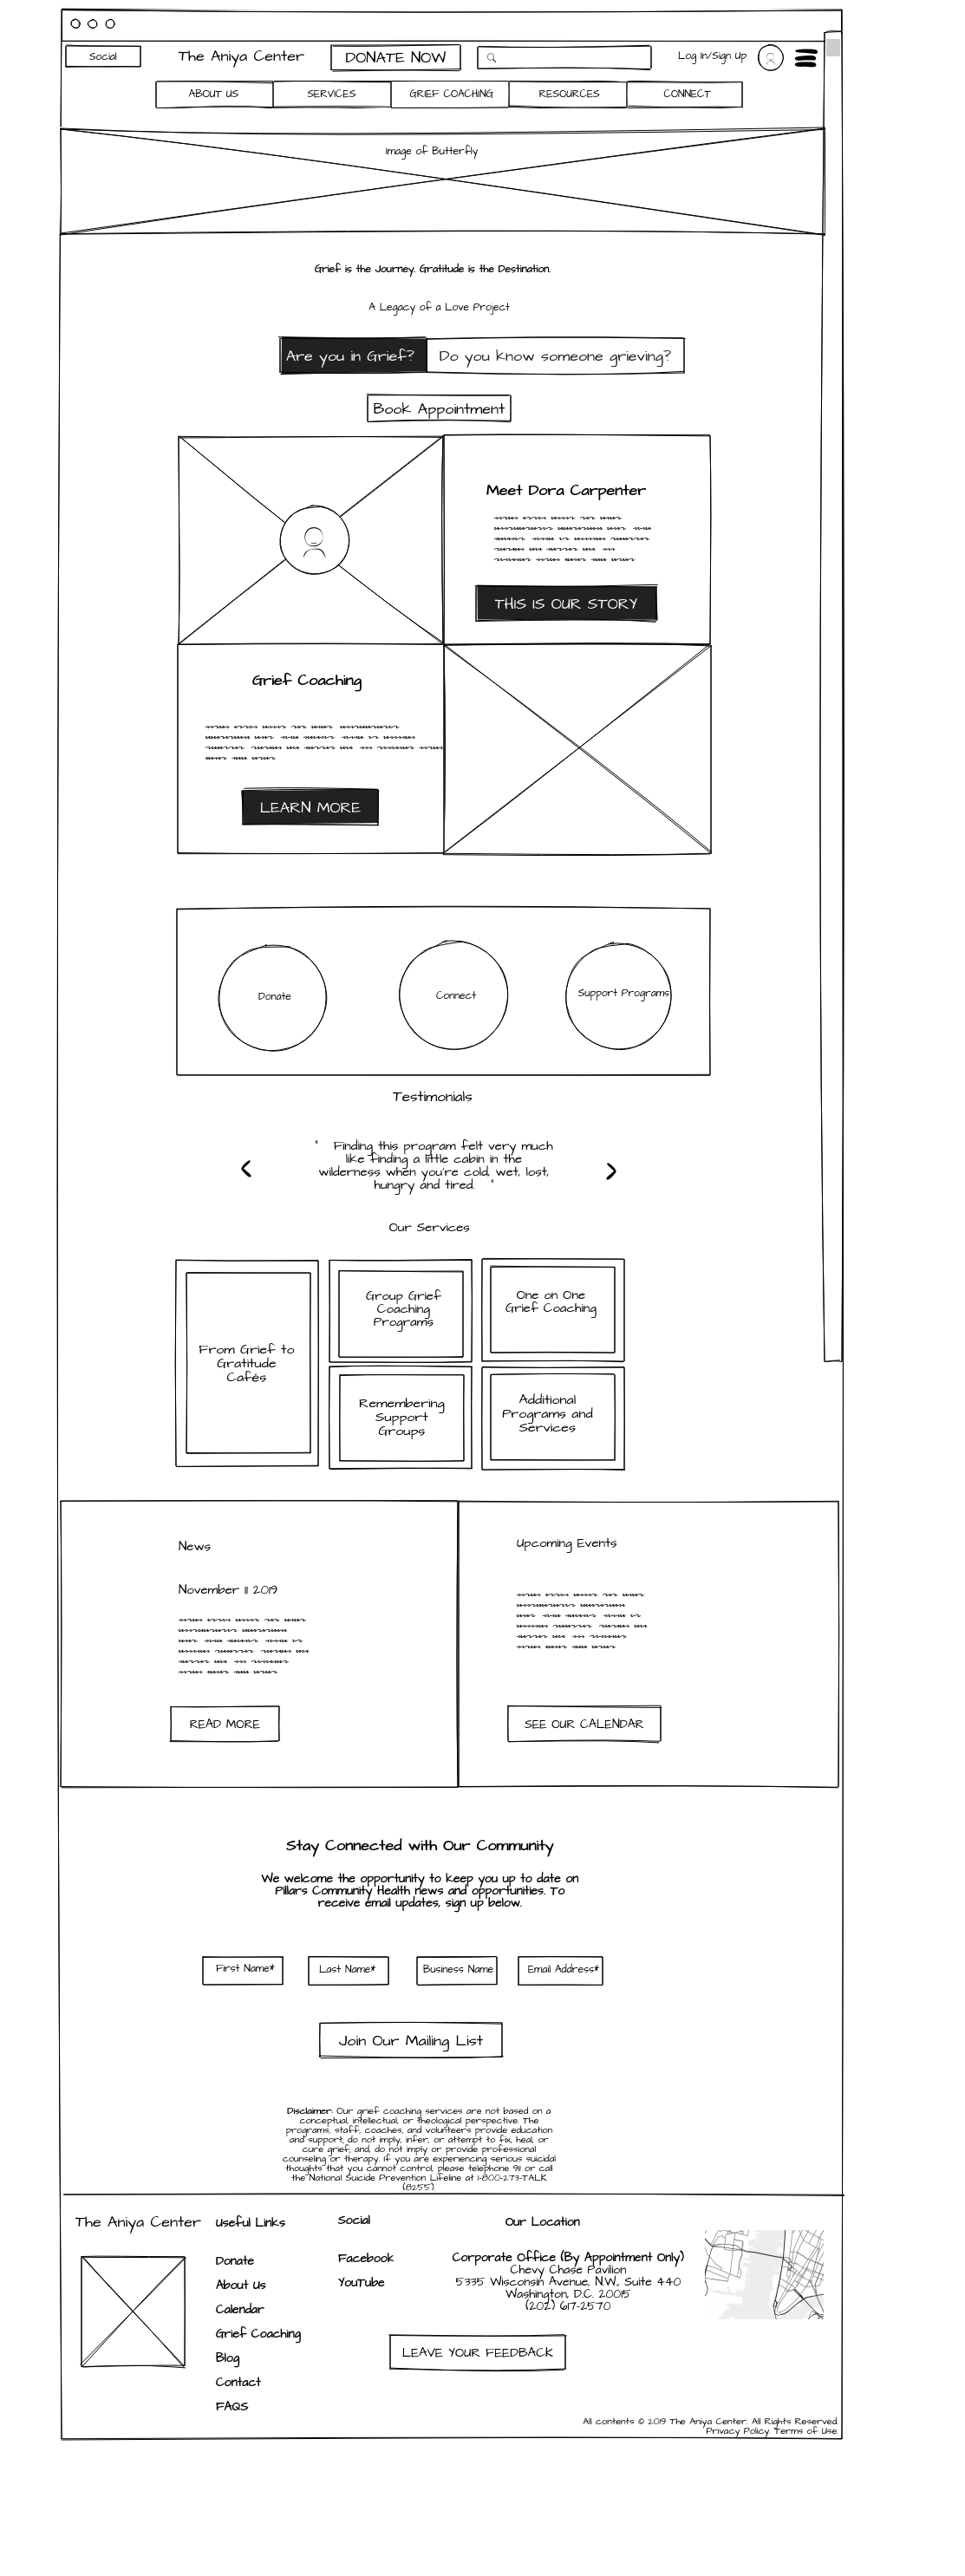 Social
The Aniya Center
DONATE NOW
Log In/Sign Up
ABOUT US
SERVICES
GRIEF COACHING
RESOURCES
CONNECT
Image of Butterfly
Grief is the Journey. Gratitude is the Destination.
A Legacy of a Love Project
Are you in Grief?
Do you know someone grieving?
Book Appointment
Meet Dora Carpenter
THIS IS OUR STORY
Grief Coaching
LEARN MORE
Donate
Connect
Support Programs
Testimonials
" Finding this program felt very much
like finding a little cabin in the
wilderness when you're cold, wet, lost,
hungry and tired. "
Our Services
From Grief to
Gratitude
Cafés
Group Grief
Coaching
Programs
One on One
Grief Coaching
Remembering
Support
Groups
Additional
Programs and
Services
News
November 11 2019
READ MORE
Upcoming Events
SEE OUR CALENDAR
Stay Connected with Our Community
We welcome the opportunity to keep you up to date on
Pillars Community Health news and opportunities. To
receive email updates, sign up below.
First Name*
Last Name*
Business Name
Email Address*
Join Our Mailing List
Disclaimer: Our grief coaching services are not based on a
conceptual, intellectual, or theological perspective. The
programs, staff, coaches, and volunteers provide education
and support, do not imply, infer, or attempt to fix, heal, or
cure grief; and, do not imply or provide professional
counseling or therapy. If you are experiencing serious suicidal
thoughts that you cannot control, please telephone 911 or call
the National Suicide Prevention Lifeline at 1-800-273-TALK
(8255).
The Aniya Center
Useful Links
Donate
About Us
Calendar
Grief Coaching
Blog
Contact
FAQS
Social
Facebook
YouTube
Our Location
Corporate Office (By Appointment Only)
Chevy Chase Pavilion
5335 Wisconsin Avenue, N.W., Suite 440
Washington, D.C. 20015
(202) 617-2570
LEAVE YOUR FEEDBACK
All contents © 2019 The Aniya Center. All Rights Reserved.
Privacy Policy. Terms of Use.